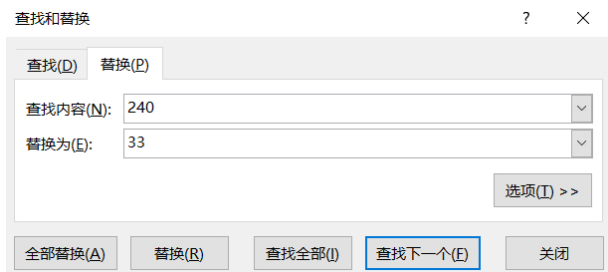 查找和替换 ?
查找(D) 替换(P)
查找内容(N): 240
替换为(E): 33
选项(T) >>
全部替换(A) 替换(R) 查找全部(I) 查找下一个(F) 关闭